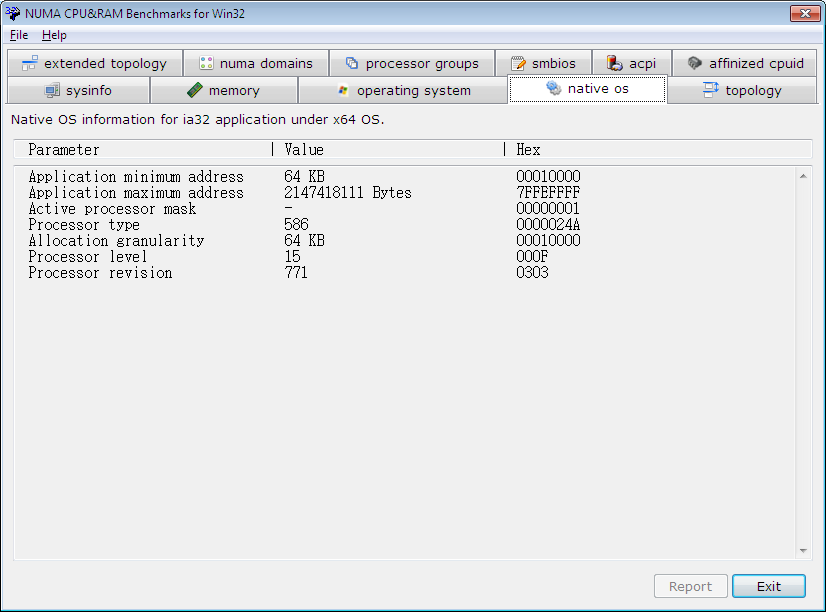 NUMA CPU&RAM Benchmarks for Win32
File Help
extended topology numa domains processor groups smbios acpi affinized cpuid
sysinfo memory operating system native os topology
Native OS information for ia32 application under x64 OS.
Parameter | Value | Hex
Application minimum address 64 KB 00010000
Application maximum address 2147418111 Bytes 7FFEFFFF
Active processor mask - 00000001
Processor type 586 0000024A
Allocation granularity 64 KB 00010000
Processor level 15 000F
Processor revision 771 0303
Report Exit